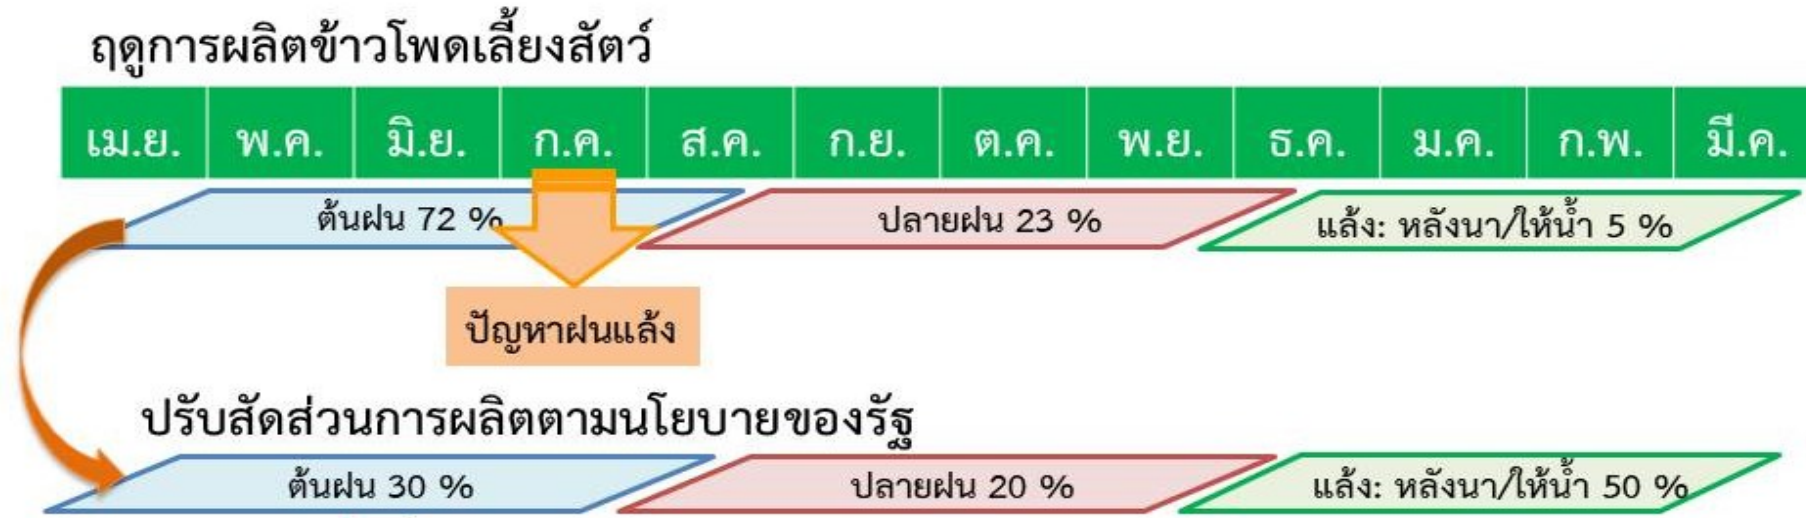 ฤดูการผลิตข้าวโพดเลี้ยงสัตว์
เม.ย. พ.ค. มิ.ย. ก.ค. ส.ค. ก.ย. ต.ค. พ.ย. ธ.ค. ม.ค. ก.พ. มี.ค.
ต้นฝน 72 % ปลายฝน 23 % แล้ง: หลังนา/ให้น้ำ 5 %
ปัญหาฝนแล้ง
ปรับสัดส่วนการผลิตตามนโยบายของรัฐ
ต้นฝน 30 % ปลายฝน 20 % แล้ง: หลังนา/ให้น้ำ 50 %